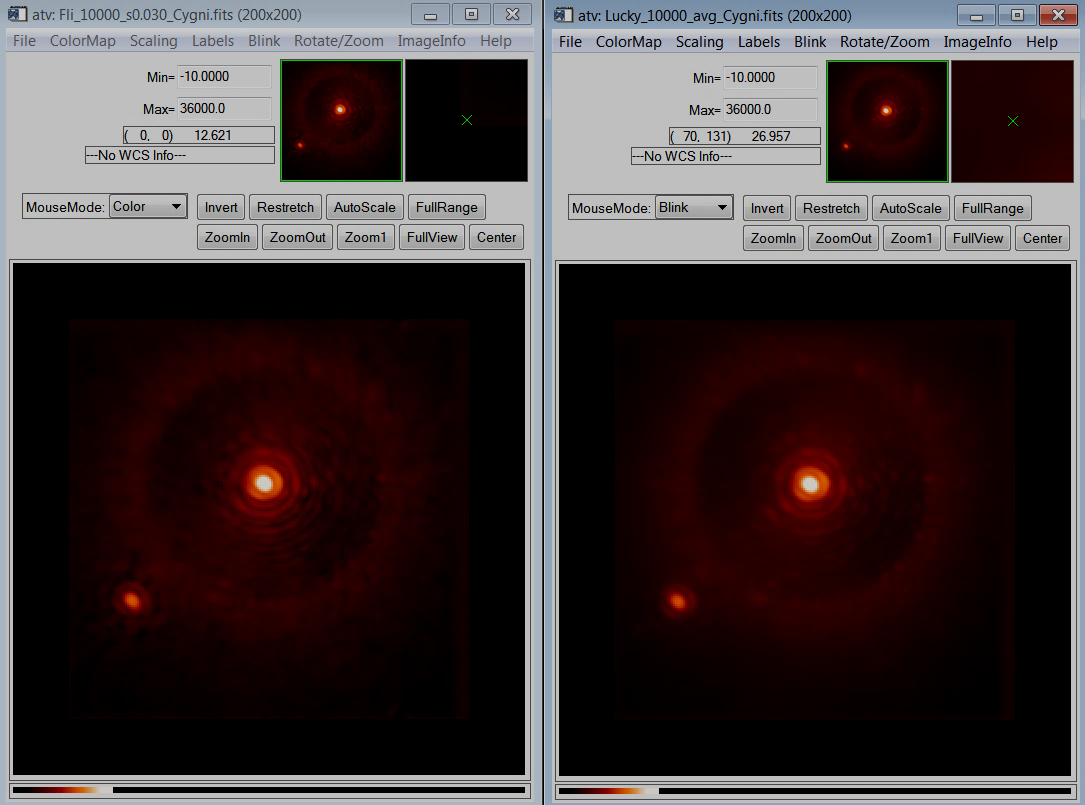 atv: Fli_10000_s0.030_Cygni.fits (200x200)
File ColorMap Scaling Labels Blink Rotate/Zoom ImageInfo Help
Min= -10.0000
Max= 36000.0
( 0, 0) 12.621
---No WCS Info---
MouseMode: Color Invert Restretch AutoScale FullRange
ZoomIn ZoomOut Zoom1 FullView Center
atv: Lucky_10000_avg_Cygni.fits (200x200)
File ColorMap Scaling Labels Blink Rotate/Zoom ImageInfo Help
Min= -10.0000
Max= 36000.0
( 70, 131) 26.957
---No WCS Info---
MouseMode: Blink Invert Restretch AutoScale FullRange
ZoomIn ZoomOut Zoom1 FullView Center